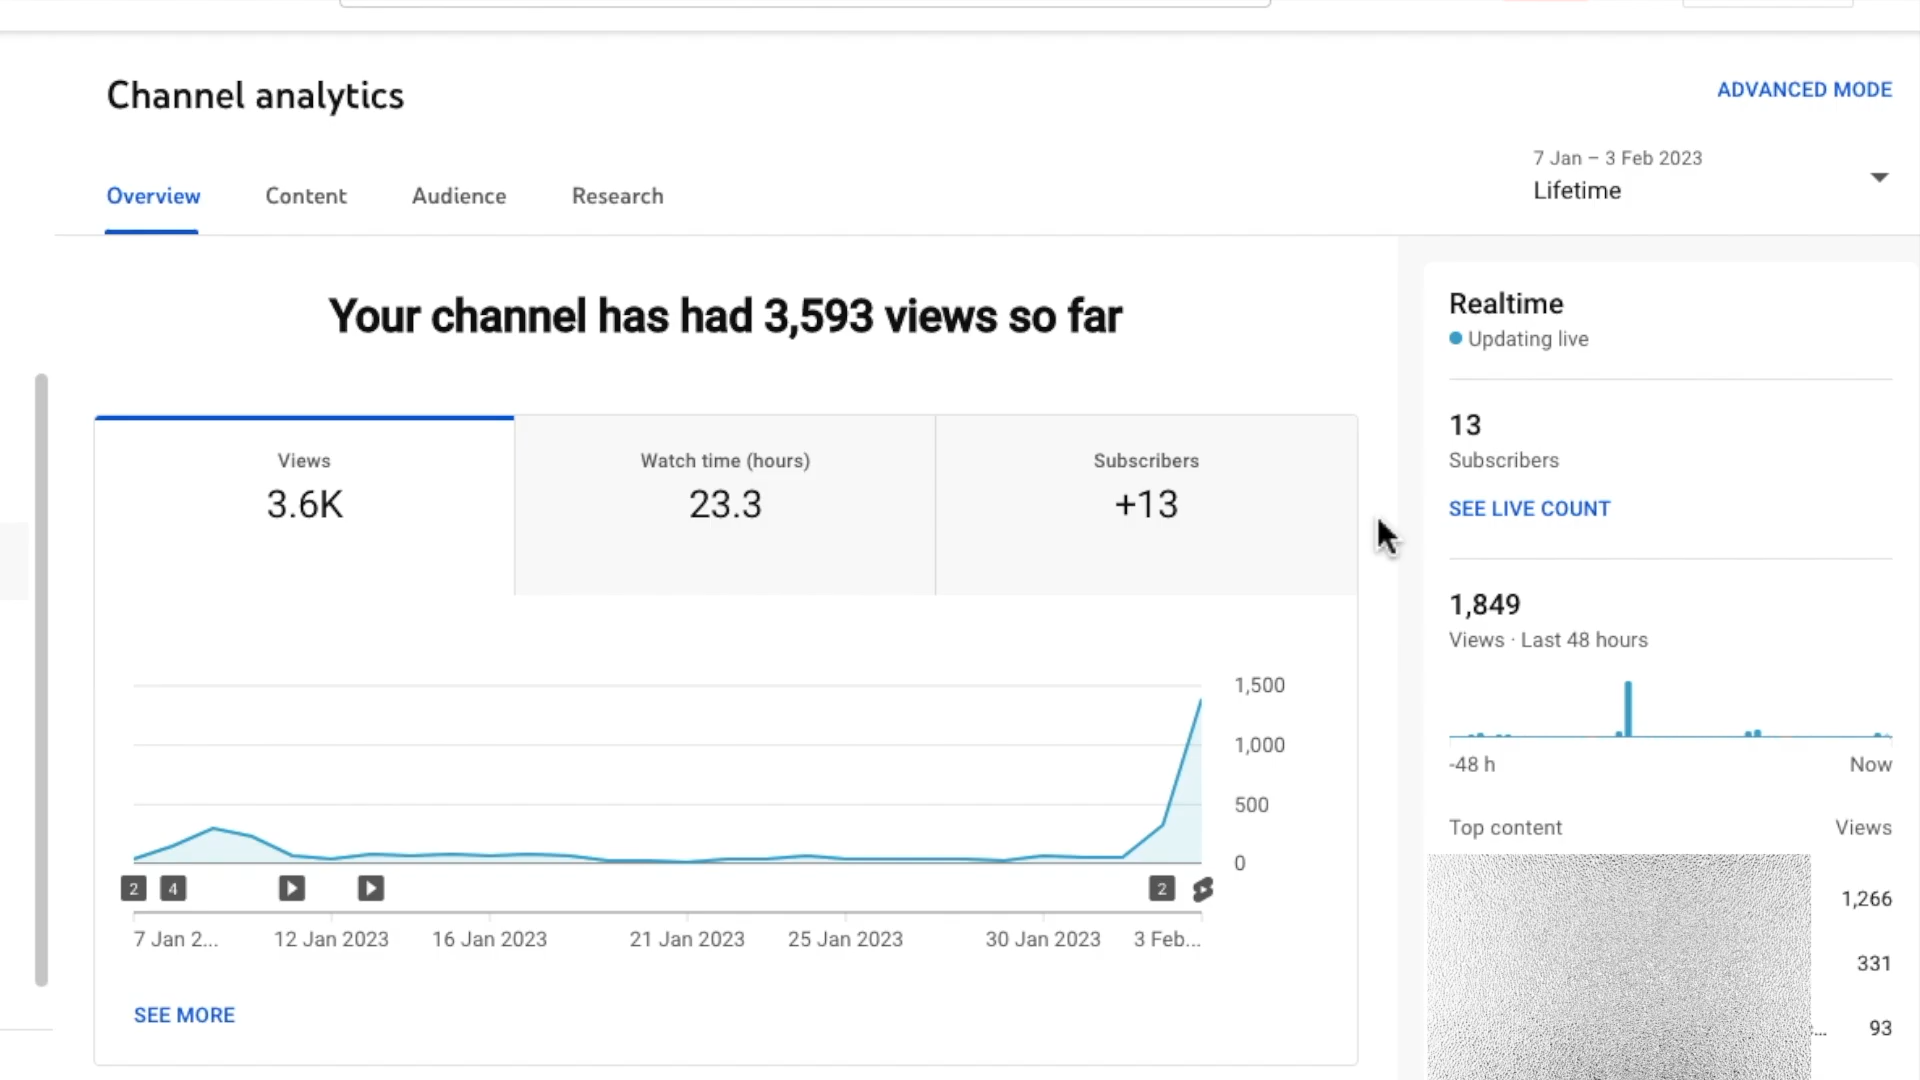 Channel analytics
ADVANCED MODE
7 Jan – 3 Feb 2023
Lifetime
Overview
Content
Audience
Research
Your channel has had 3,593 views so far
Views
3.6K
Watch time (hours)
23.3
Subscribers
+13
1,500
1,000
500
0
2
4
2
7 Jan 2...
12 Jan 2023
16 Jan 2023
21 Jan 2023
25 Jan 2023
30 Jan 2023
3 Feb...
SEE MORE
Realtime
Updating live
13
Subscribers
SEE LIVE COUNT
1,849
Views · Last 48 hours
-48 h
Now
Top content
Views
1,266
331
... 93